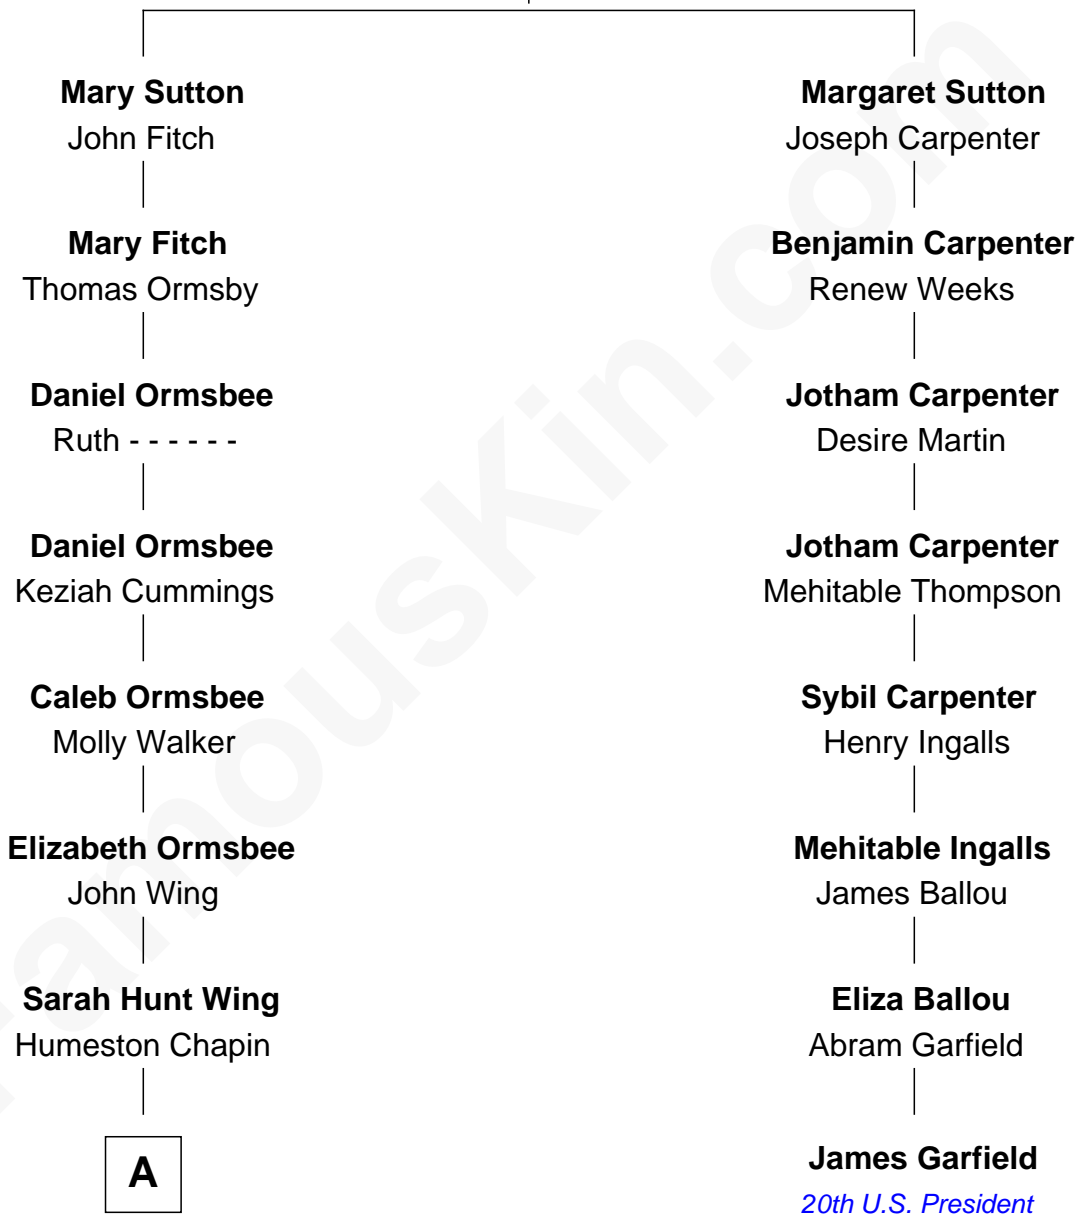 Mary Sutton
John Fitch
Mary Fitch
Thomas Ormsby
Daniel Ormsbee
Ruth - - - - - -
Daniel Ormsbee
Keziah Cummings
Caleb Ormsbee
Molly Walker
Elizabeth Ormsbee
John Wing
Sarah Hunt Wing
Humeston Chapin
A
Margaret Sutton
Joseph Carpenter
Benjamin Carpenter
Renew Weeks
Jotham Carpenter
Desire Martin
Jotham Carpenter
Mehitable Thompson
Sybil Carpenter
Henry Ingalls
Mehitable Ingalls
James Ballou
Eliza Ballou
Abram Garfield
James Garfield
20th U.S. President
FamousKin.com